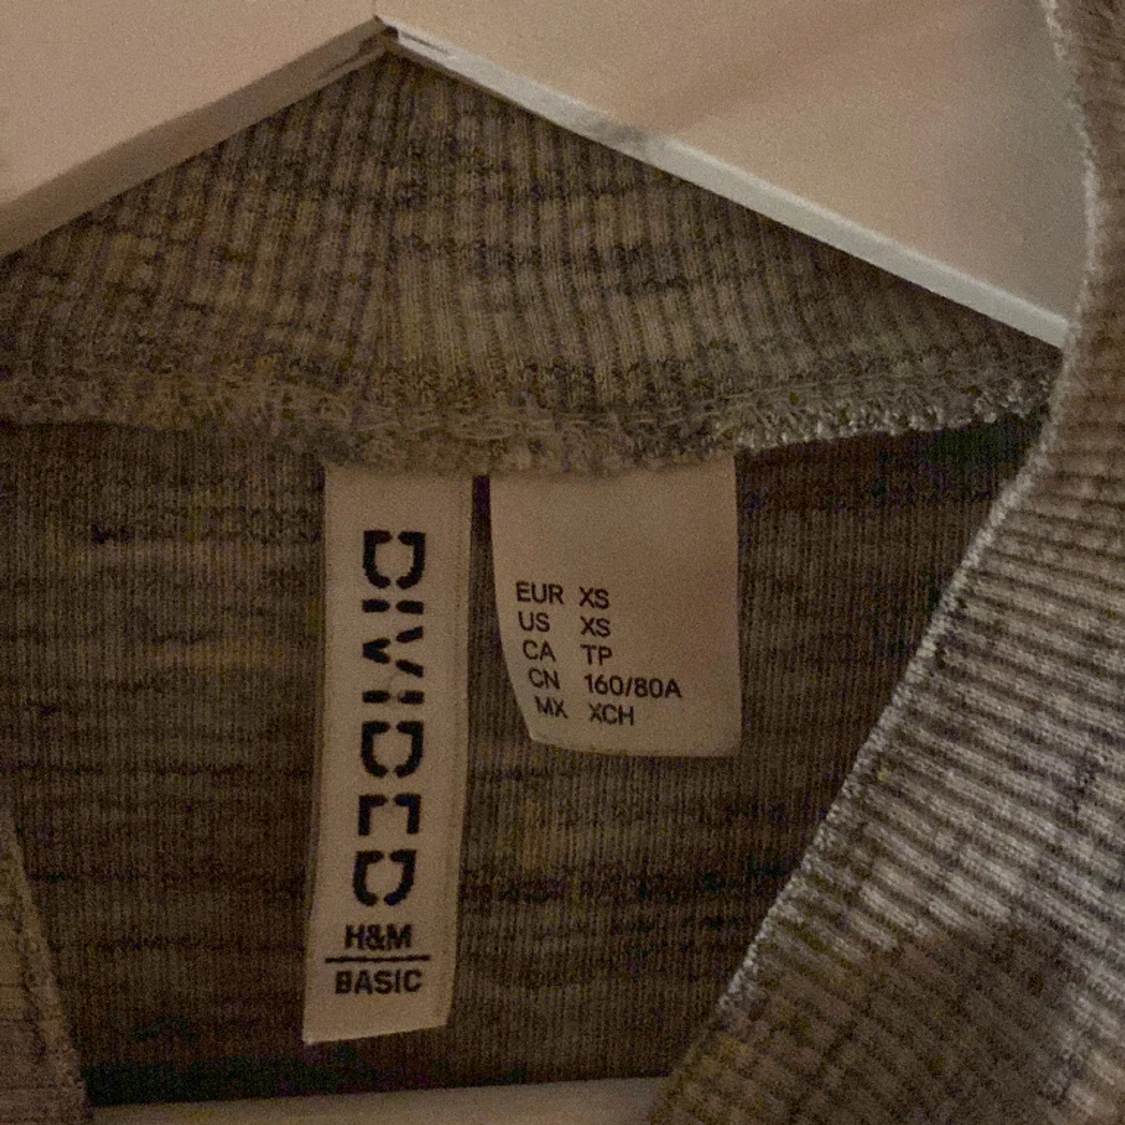 DIVIDED
H&M
BASIC
EUR XS
US XS
CA TP
CN 160/80A
MX XCH